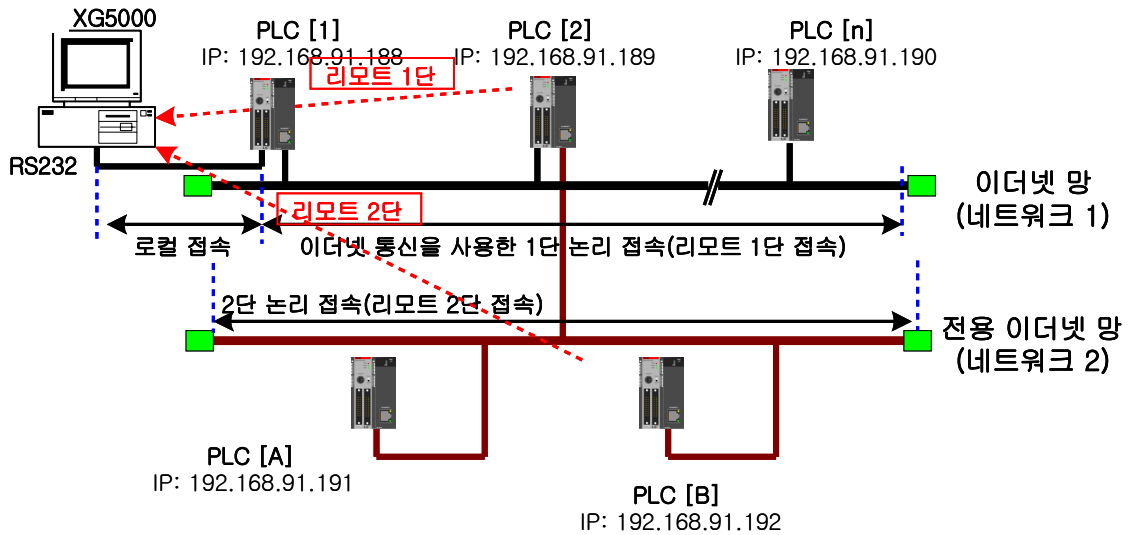 XG5000
PLC [1]
IP: 192.168.91.188
PLC [2]
IP: 192.168.91.189
PLC [n]
IP: 192.168.91.190
리모트 1단
RS232
이더넷 망
(네트워크 1)
리모트 2단
로컬 접속
이더넷 통신을 사용한 1단 논리 접속(리모트 1단 접속)
2단 논리 접속(리모트 2단 접속)
전용 이더넷 망
(네트워크 2)
PLC [A]
IP: 192.168.91.191
PLC [B]
IP: 192.168.91.192